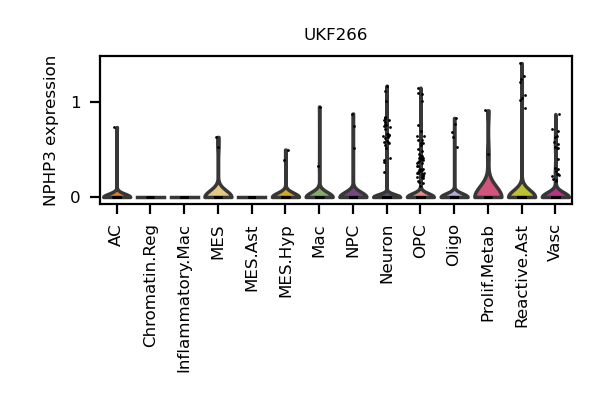 UKF266
NPHP3 expression
1
0
AC
Chromatin.Reg
Inflammatory.Mac
MES
MES.Ast
MES.Hyp
Mac
NPC
Neuron
OPC
Oligo
Prolif.Metab
Reactive.Ast
Vasc